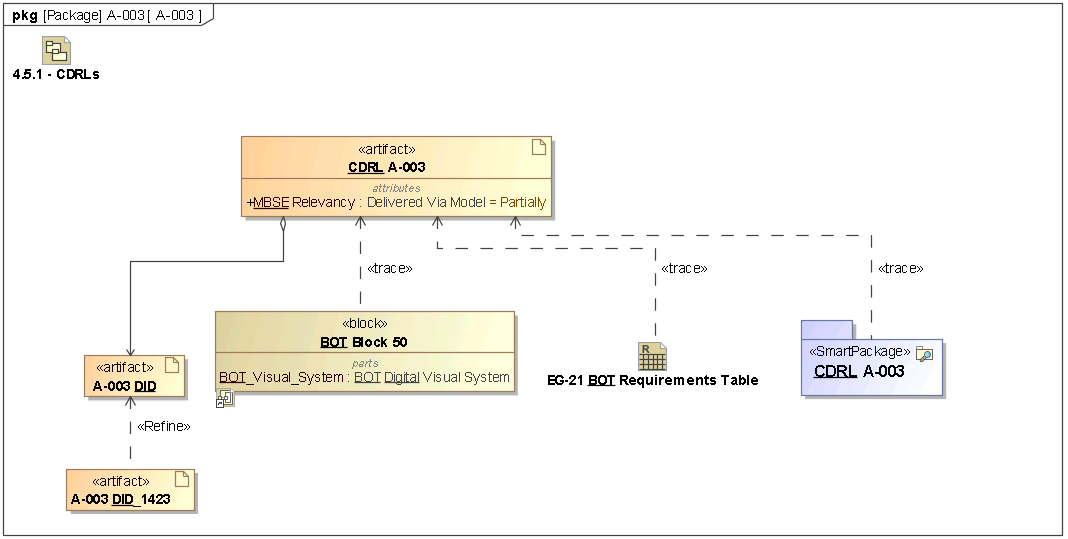 pkg [Package] A-003 [ A-003 ]
4.5.1 - CDRLs
«artifact»
CDRL A-003
attributes
+MBSE Relevancy : Delivered Via Model = Partially
«trace»
«trace»
«trace»
«block»
BOT Block 50
parts
BOT_Visual_System : BOT Digital Visual System
R
EG-21 BOT Requirements Table
«SmartPackage»
CDRL A-003
«artifact»
A-003 DID
«Refine»
«artifact»
A-003 DID_1423